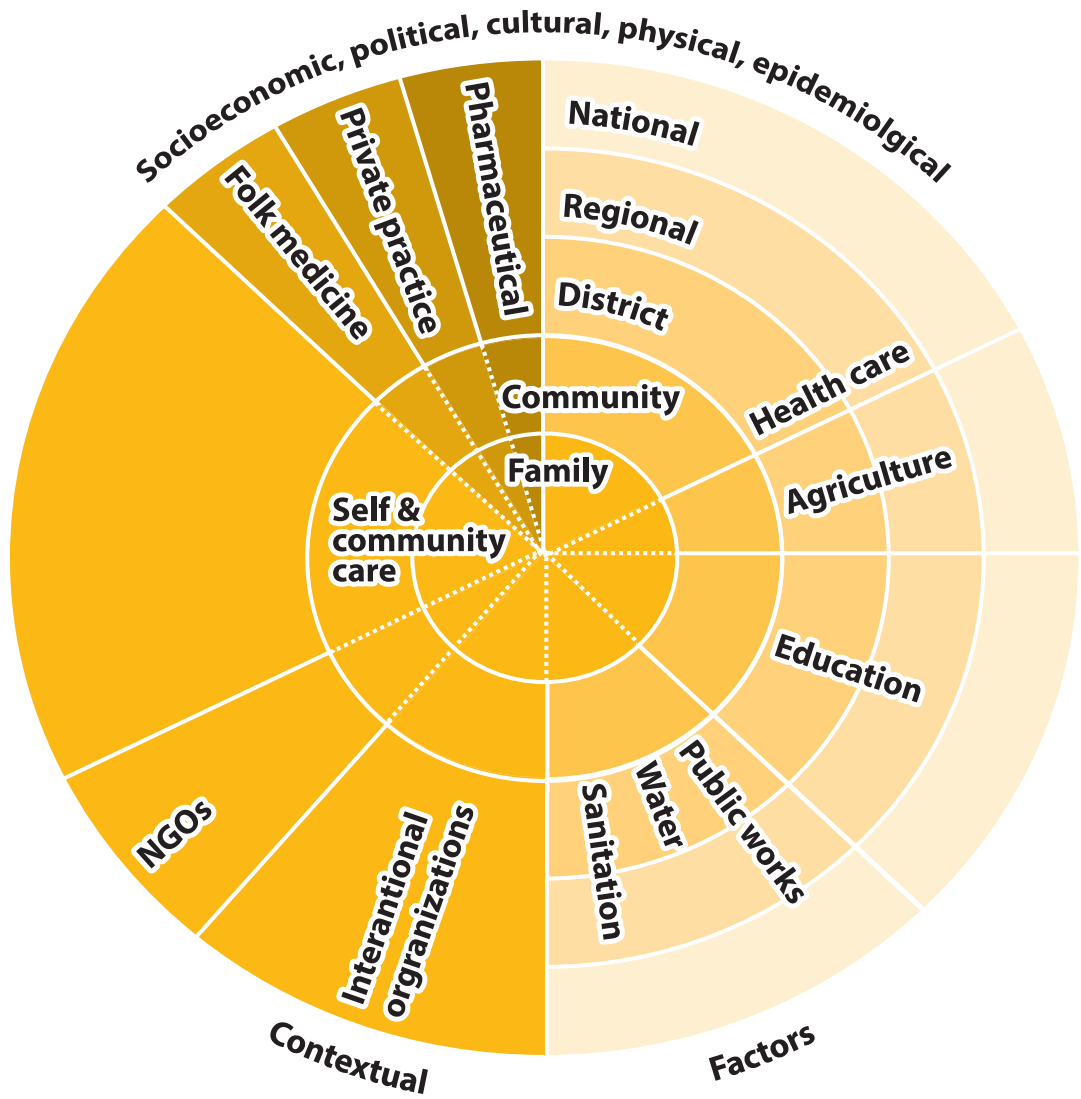 Socioeconomic, political, cultural, physical, epidemiolgical
Folk medicine
Private practice
Pharmaceutical
National
Regional
District
Community
Family
Health care
Agriculture
Self &
community
care
Education
Public works
Water
Sanitation
NGOs
Interantional
orgranizations
Contextual
Factors